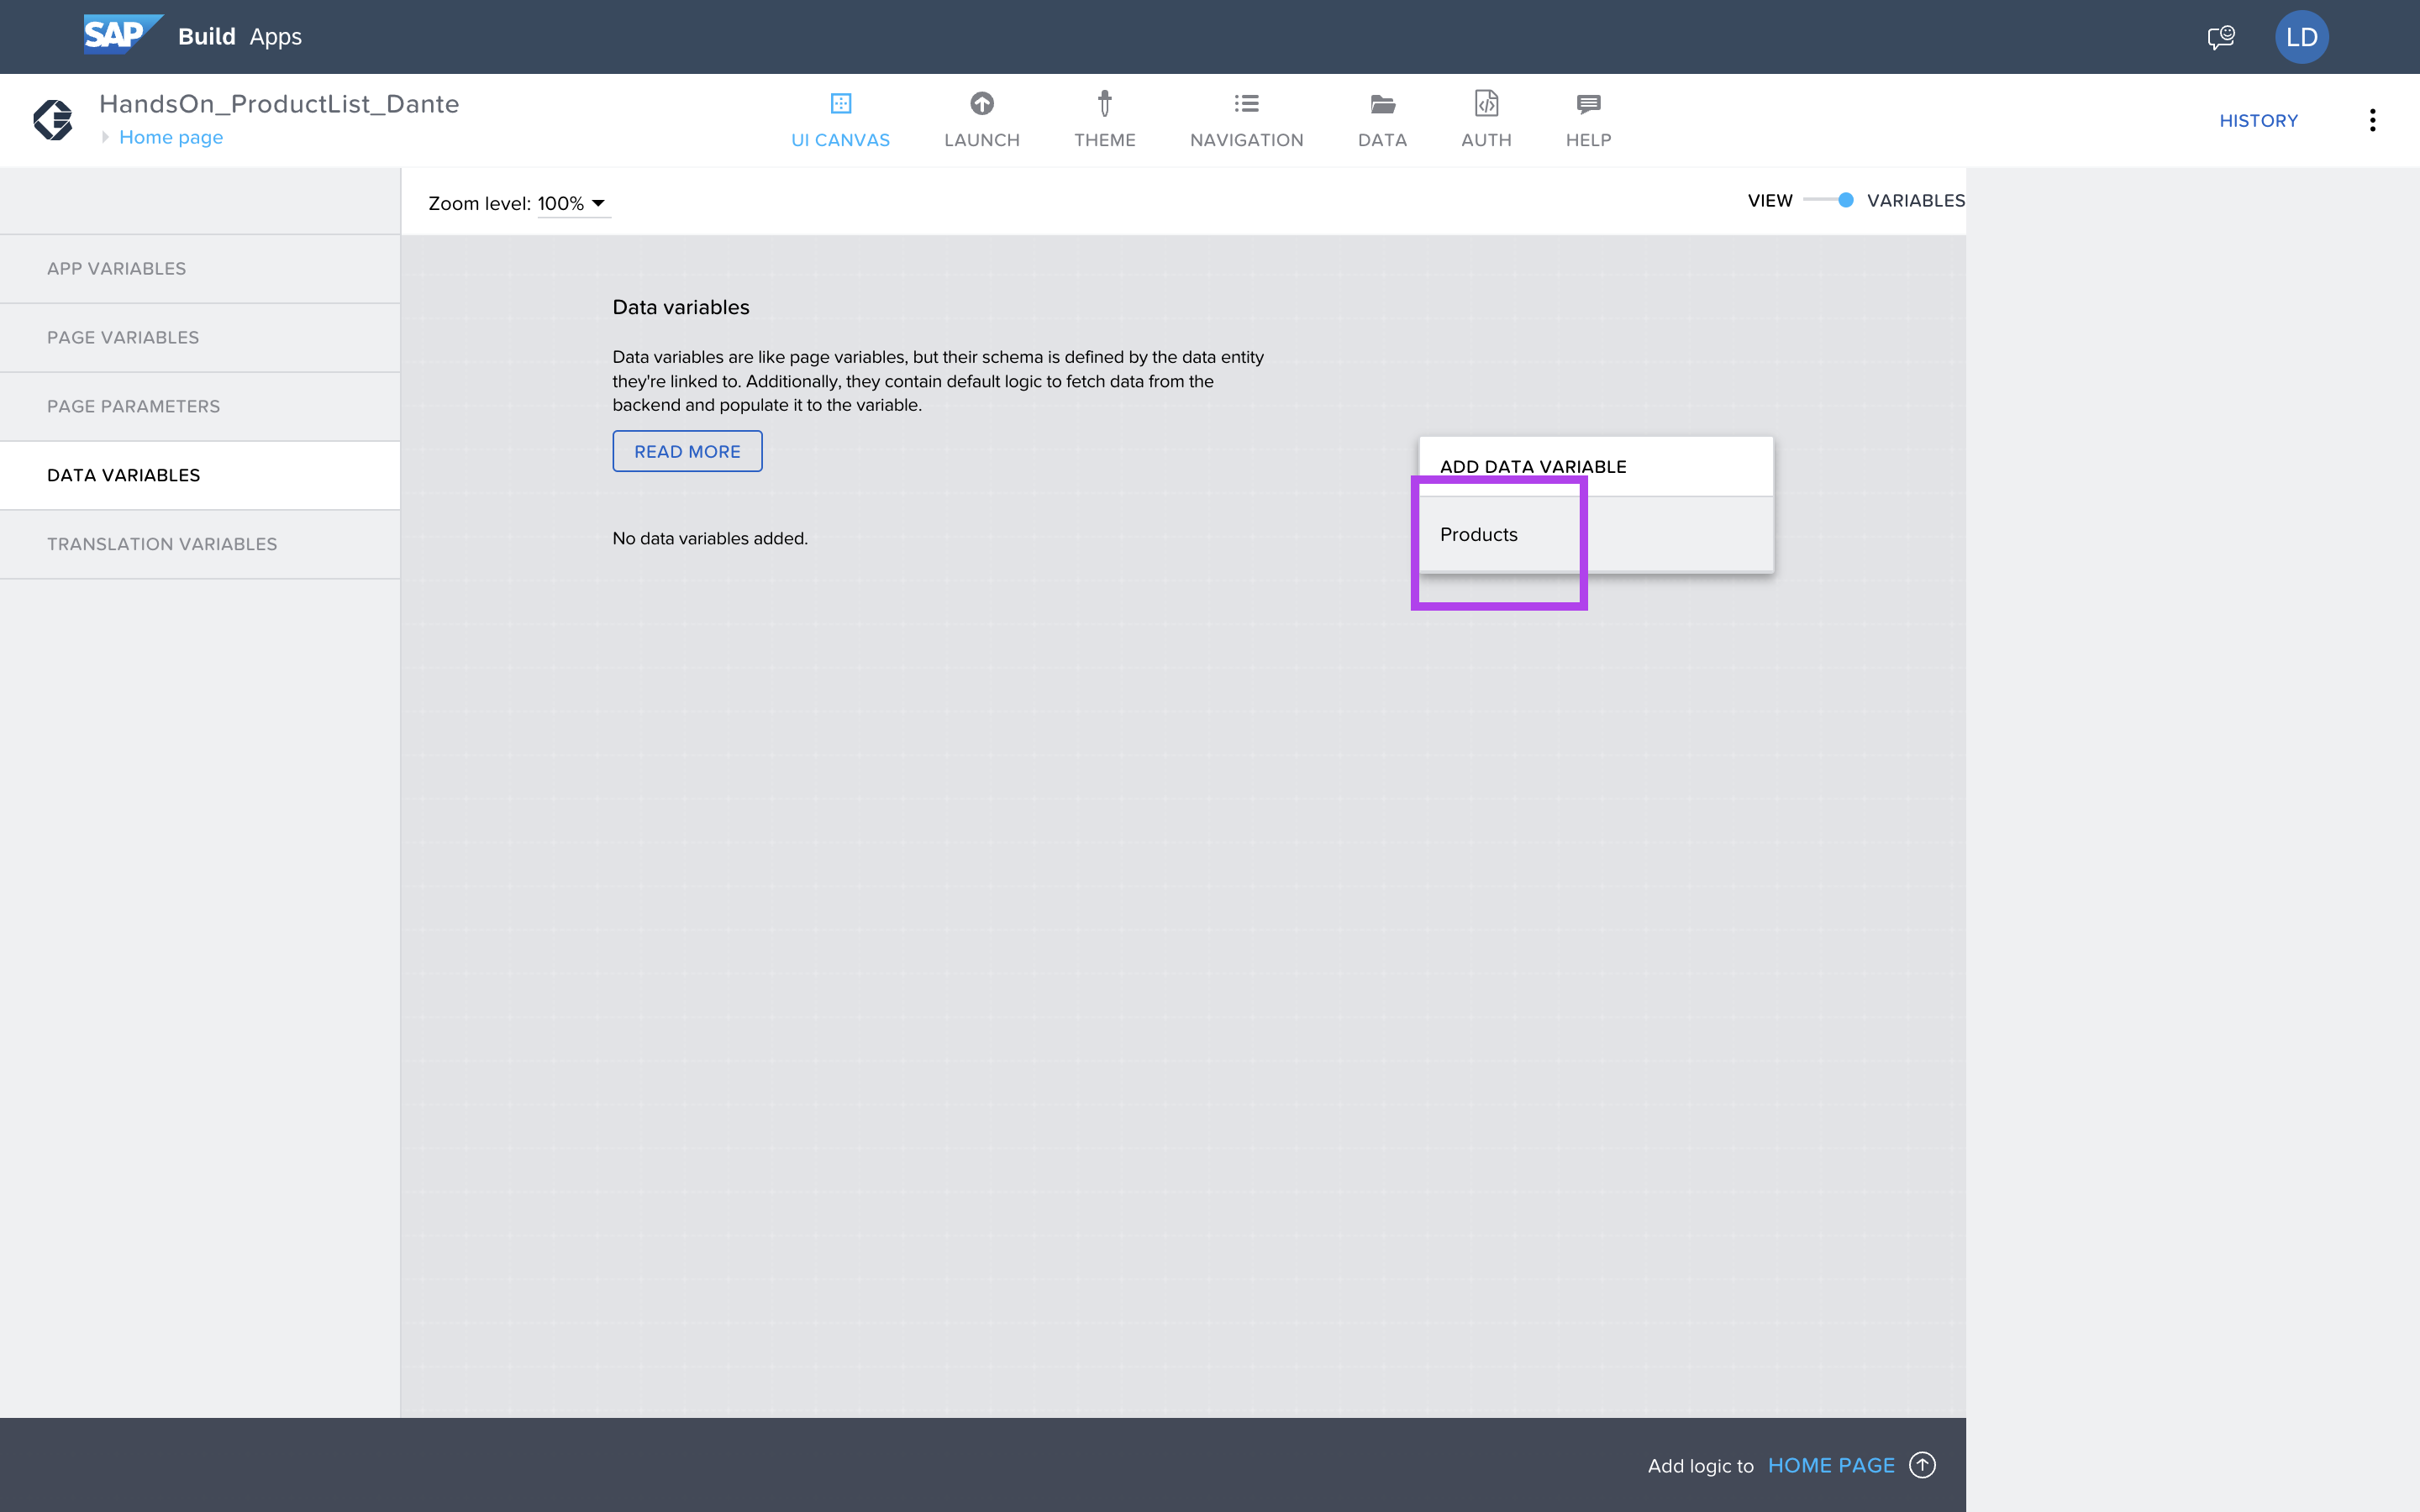 SAP Build Apps
LD
HandsOn_ProductList_Dante
Home page
UI CANVAS
LAUNCH
THEME
NAVIGATION
DATA
AUTH
HELP
HISTORY
Zoom level: 100%
VIEW
VARIABLES
APP VARIABLES
PAGE VARIABLES
PAGE PARAMETERS
DATA VARIABLES
TRANSLATION VARIABLES
Data variables
Data variables are like page variables, but their schema is defined by the data entity
they're linked to. Additionally, they contain default logic to fetch data from the
backend and populate it to the variable.
READ MORE
No data variables added.
ADD DATA VARIABLE
Products
Add logic to HOME PAGE